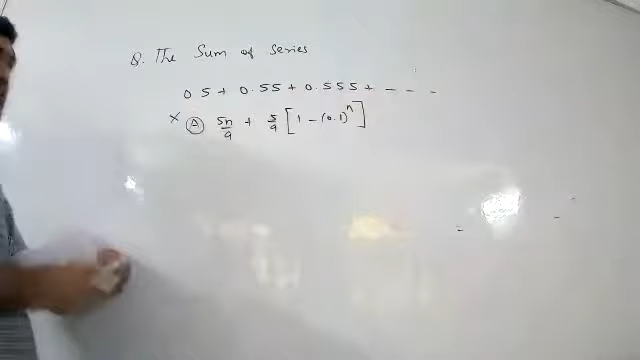 Q. The Sum of Series
0.5 + 0.55 + 0.555 + - - -
× (A) 5n/9 + 5/9 [1 - (0.1)^n]